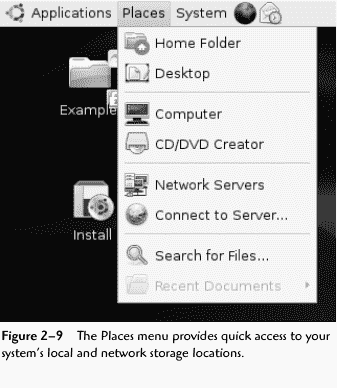 Applications Places System
Home Folder
Desktop
Example
Computer
CD/DVD Creator
Network Servers
Connect to Server...
Install
Search for Files...
Recent Documents
Figure 2–9 The Places menu provides quick access to your
system's local and network storage locations.